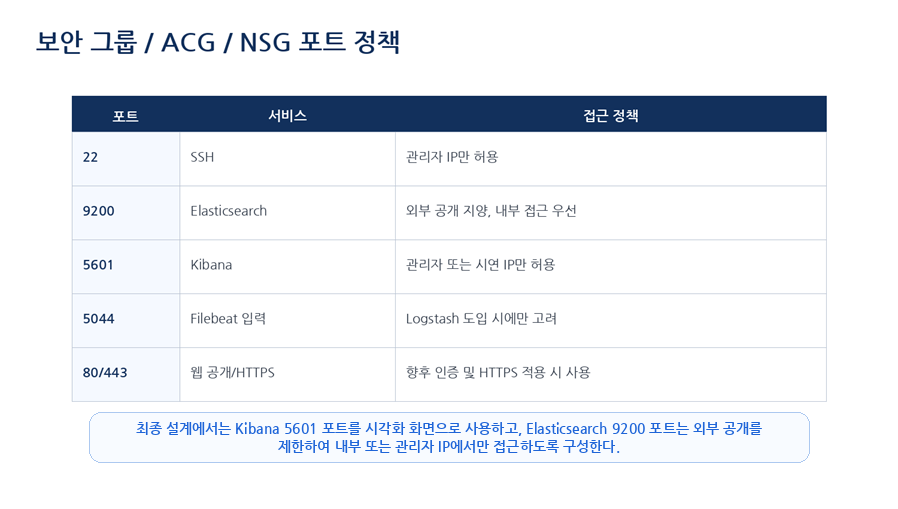 보안 그룹 / ACG / NSG 포트 정책
포트 서비스 접근 정책
22 SSH 관리자 IP만 허용
9200 Elasticsearch 외부 공개 지양, 내부 접근 우선
5601 Kibana 관리자 또는 시연 IP만 허용
5044 Filebeat 입력 Logstash 도입 시에만 고려
80/443 웹 공개/HTTPS 향후 인증 및 HTTPS 적용 시 사용
최종 설계에서는 Kibana 5601 포트를 시각화 화면으로 사용하고, Elasticsearch 9200 포트는 외부 공개를
제한하여 내부 또는 관리자 IP에서만 접근하도록 구성한다.